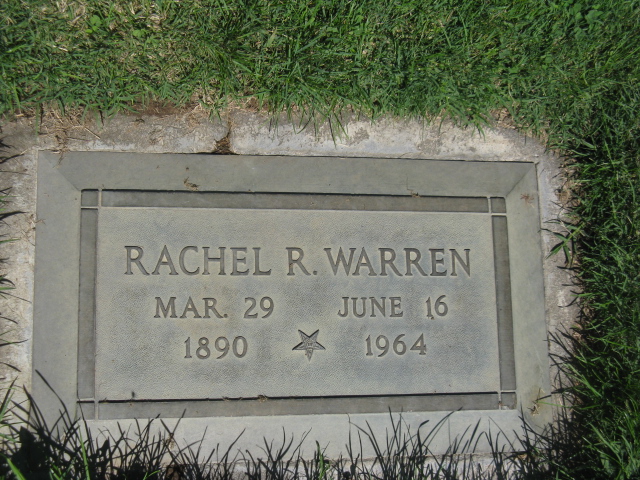 RACHEL R. WARREN
MAR. 29 JUNE 16
1890 1964